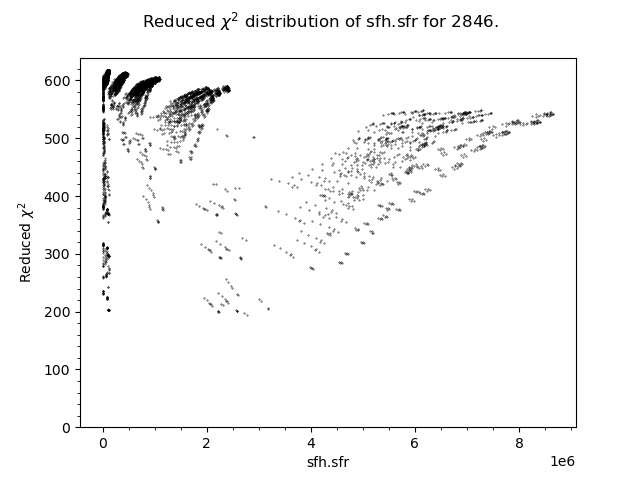 Reduced χ² distribution of sfh.sfr for 2846.
600
500
400
300
200
100
0
Reduced χ²
0 2 4 6 8
1e6
sfh.sfr